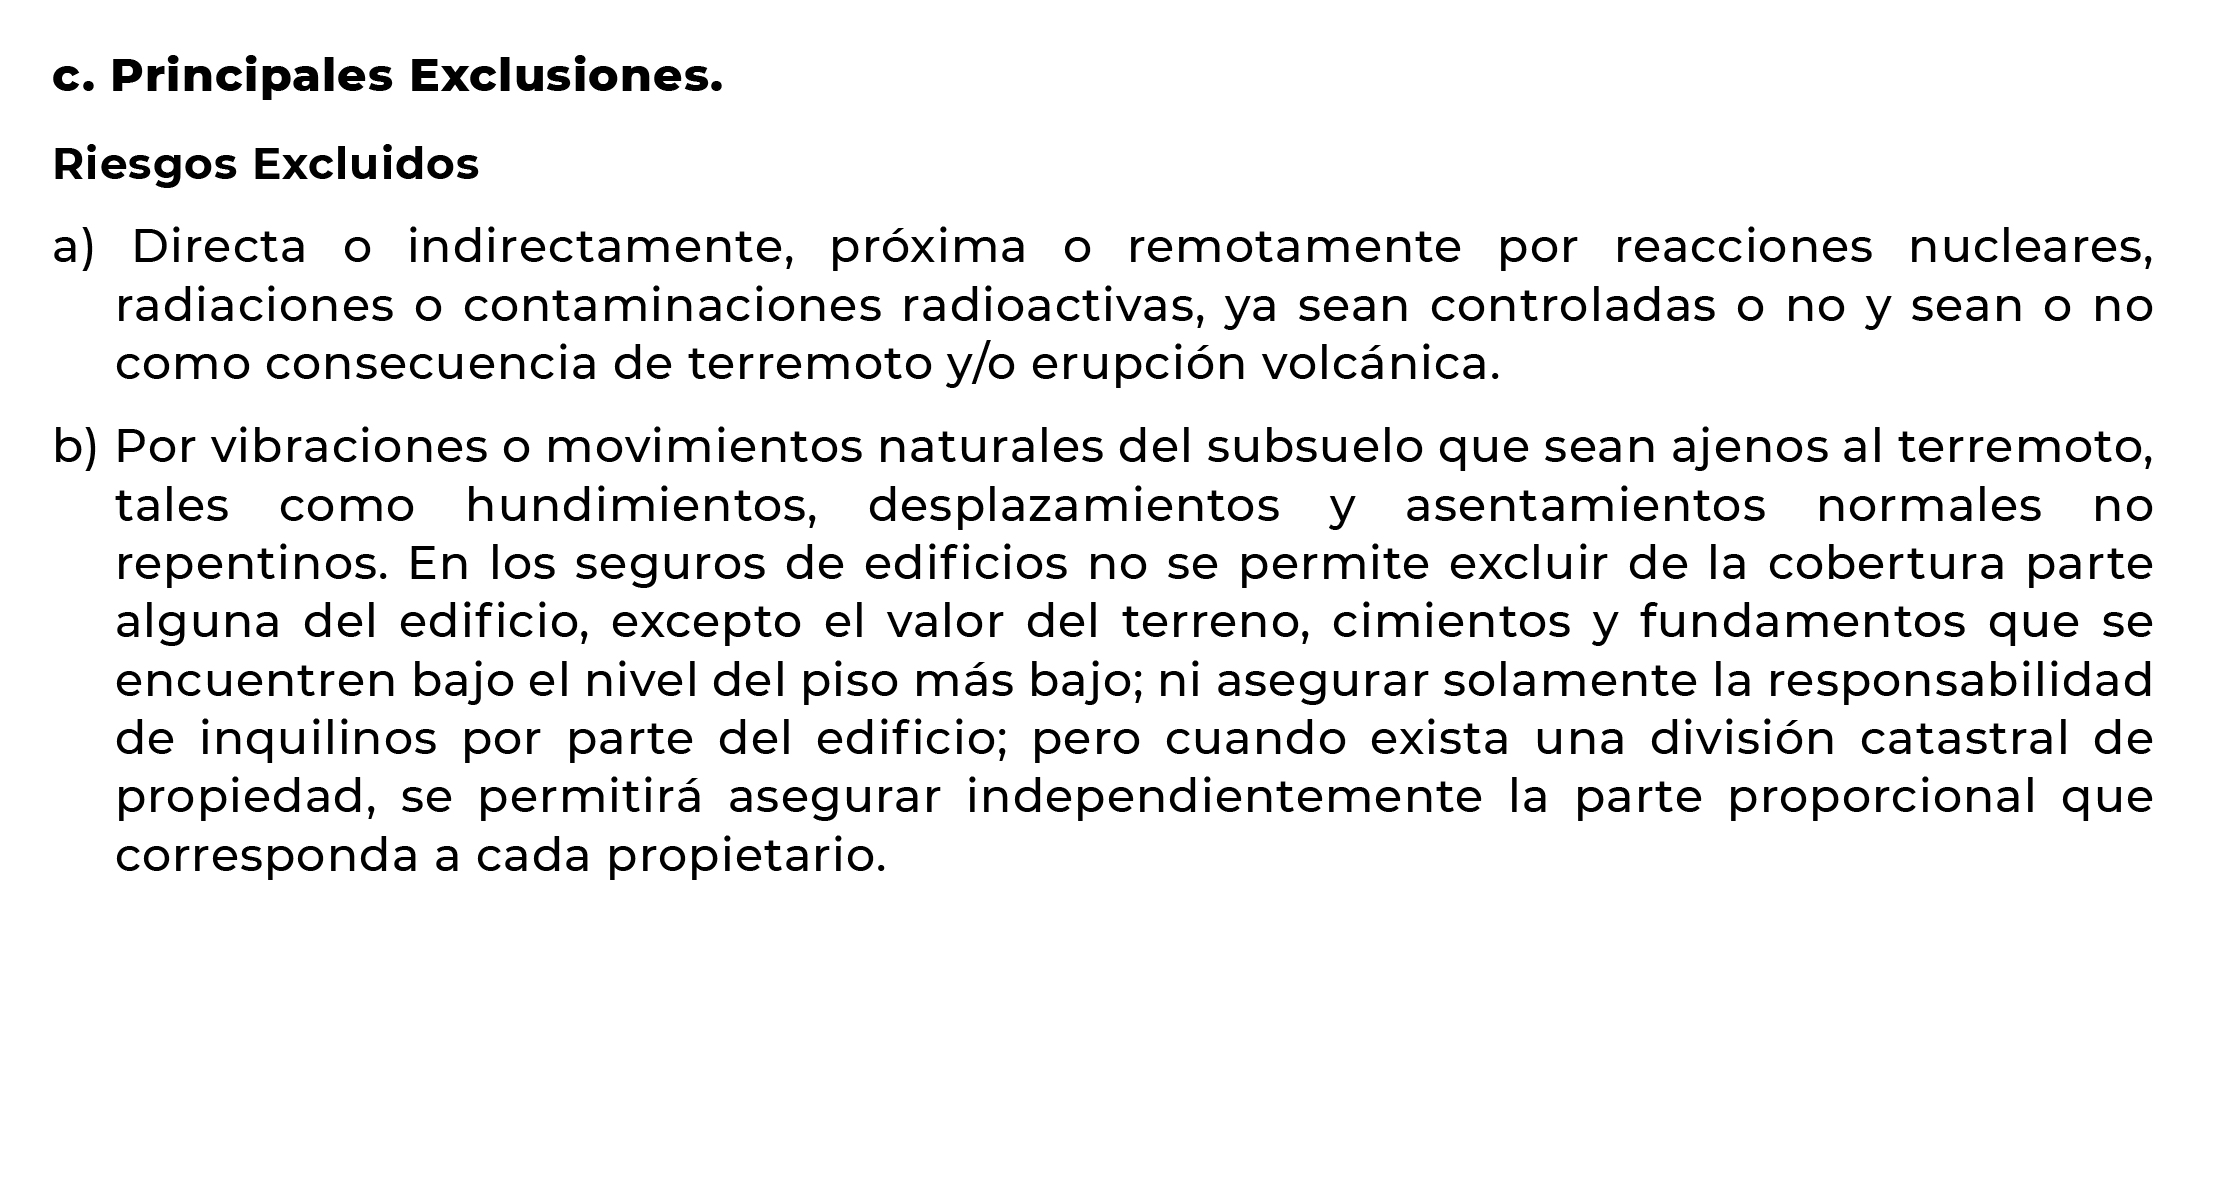 c. Principales Exclusiones.
Riesgos Excluidos
a) Directa o indirectamente, próxima o remotamente por reacciones nucleares,
radiaciones o contaminaciones radioactivas, ya sean controladas o no y sean o no
como consecuencia de terremoto y/o erupción volcánica.
b) Por vibraciones o movimientos naturales del subsuelo que sean ajenos al terremoto,
tales como hundimientos, desplazamientos y asentamientos normales no
repentinos. En los seguros de edificios no se permite excluir de la cobertura parte
alguna del edificio, excepto el valor del terreno, cimientos y fundamentos que se
encuentren bajo el nivel del piso más bajo; ni asegurar solamente la responsabilidad
de inquilinos por parte del edificio; pero cuando exista una división catastral de
propiedad, se permitirá asegurar independientemente la parte proporcional que
corresponda a cada propietario.